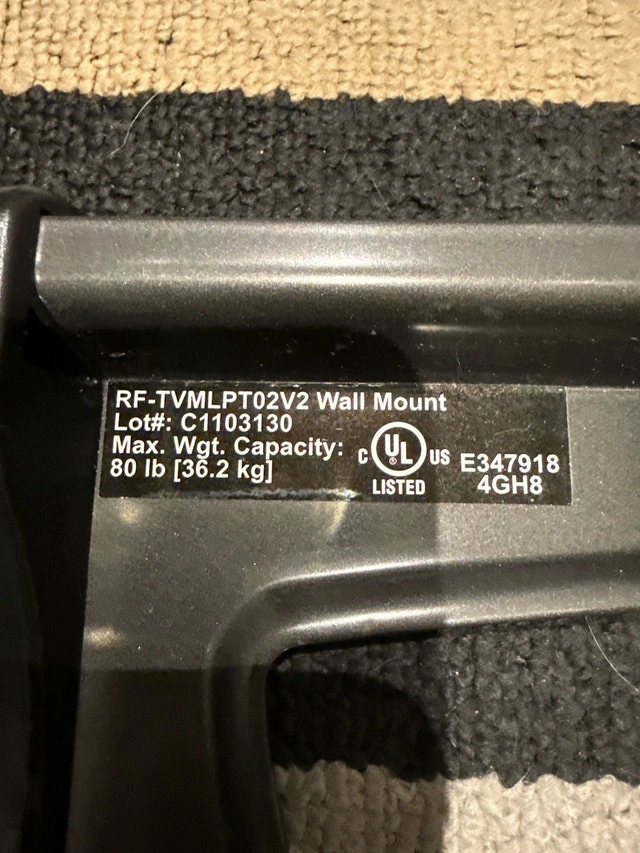 RF-TVMLPT02V2 Wall Mount
Lot#: C1103130
Max. Wgt. Capacity:
80 lb [36.2 kg]
C UL US
LISTED
E347918
4GH8